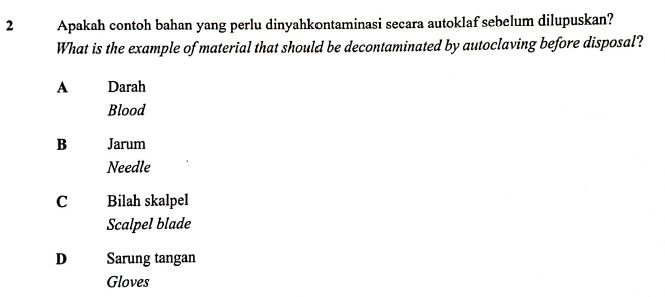 2 Apakah contoh bahan yang perlu dinyahkontaminasi secara autoklaf sebelum dilupuskan?
What is the example of material that should be decontaminated by autoclaving before disposal?
A Darah
Blood
B Jarum
Needle
C Bilah skalpel
Scalpel blade
D Sarung tangan
Gloves